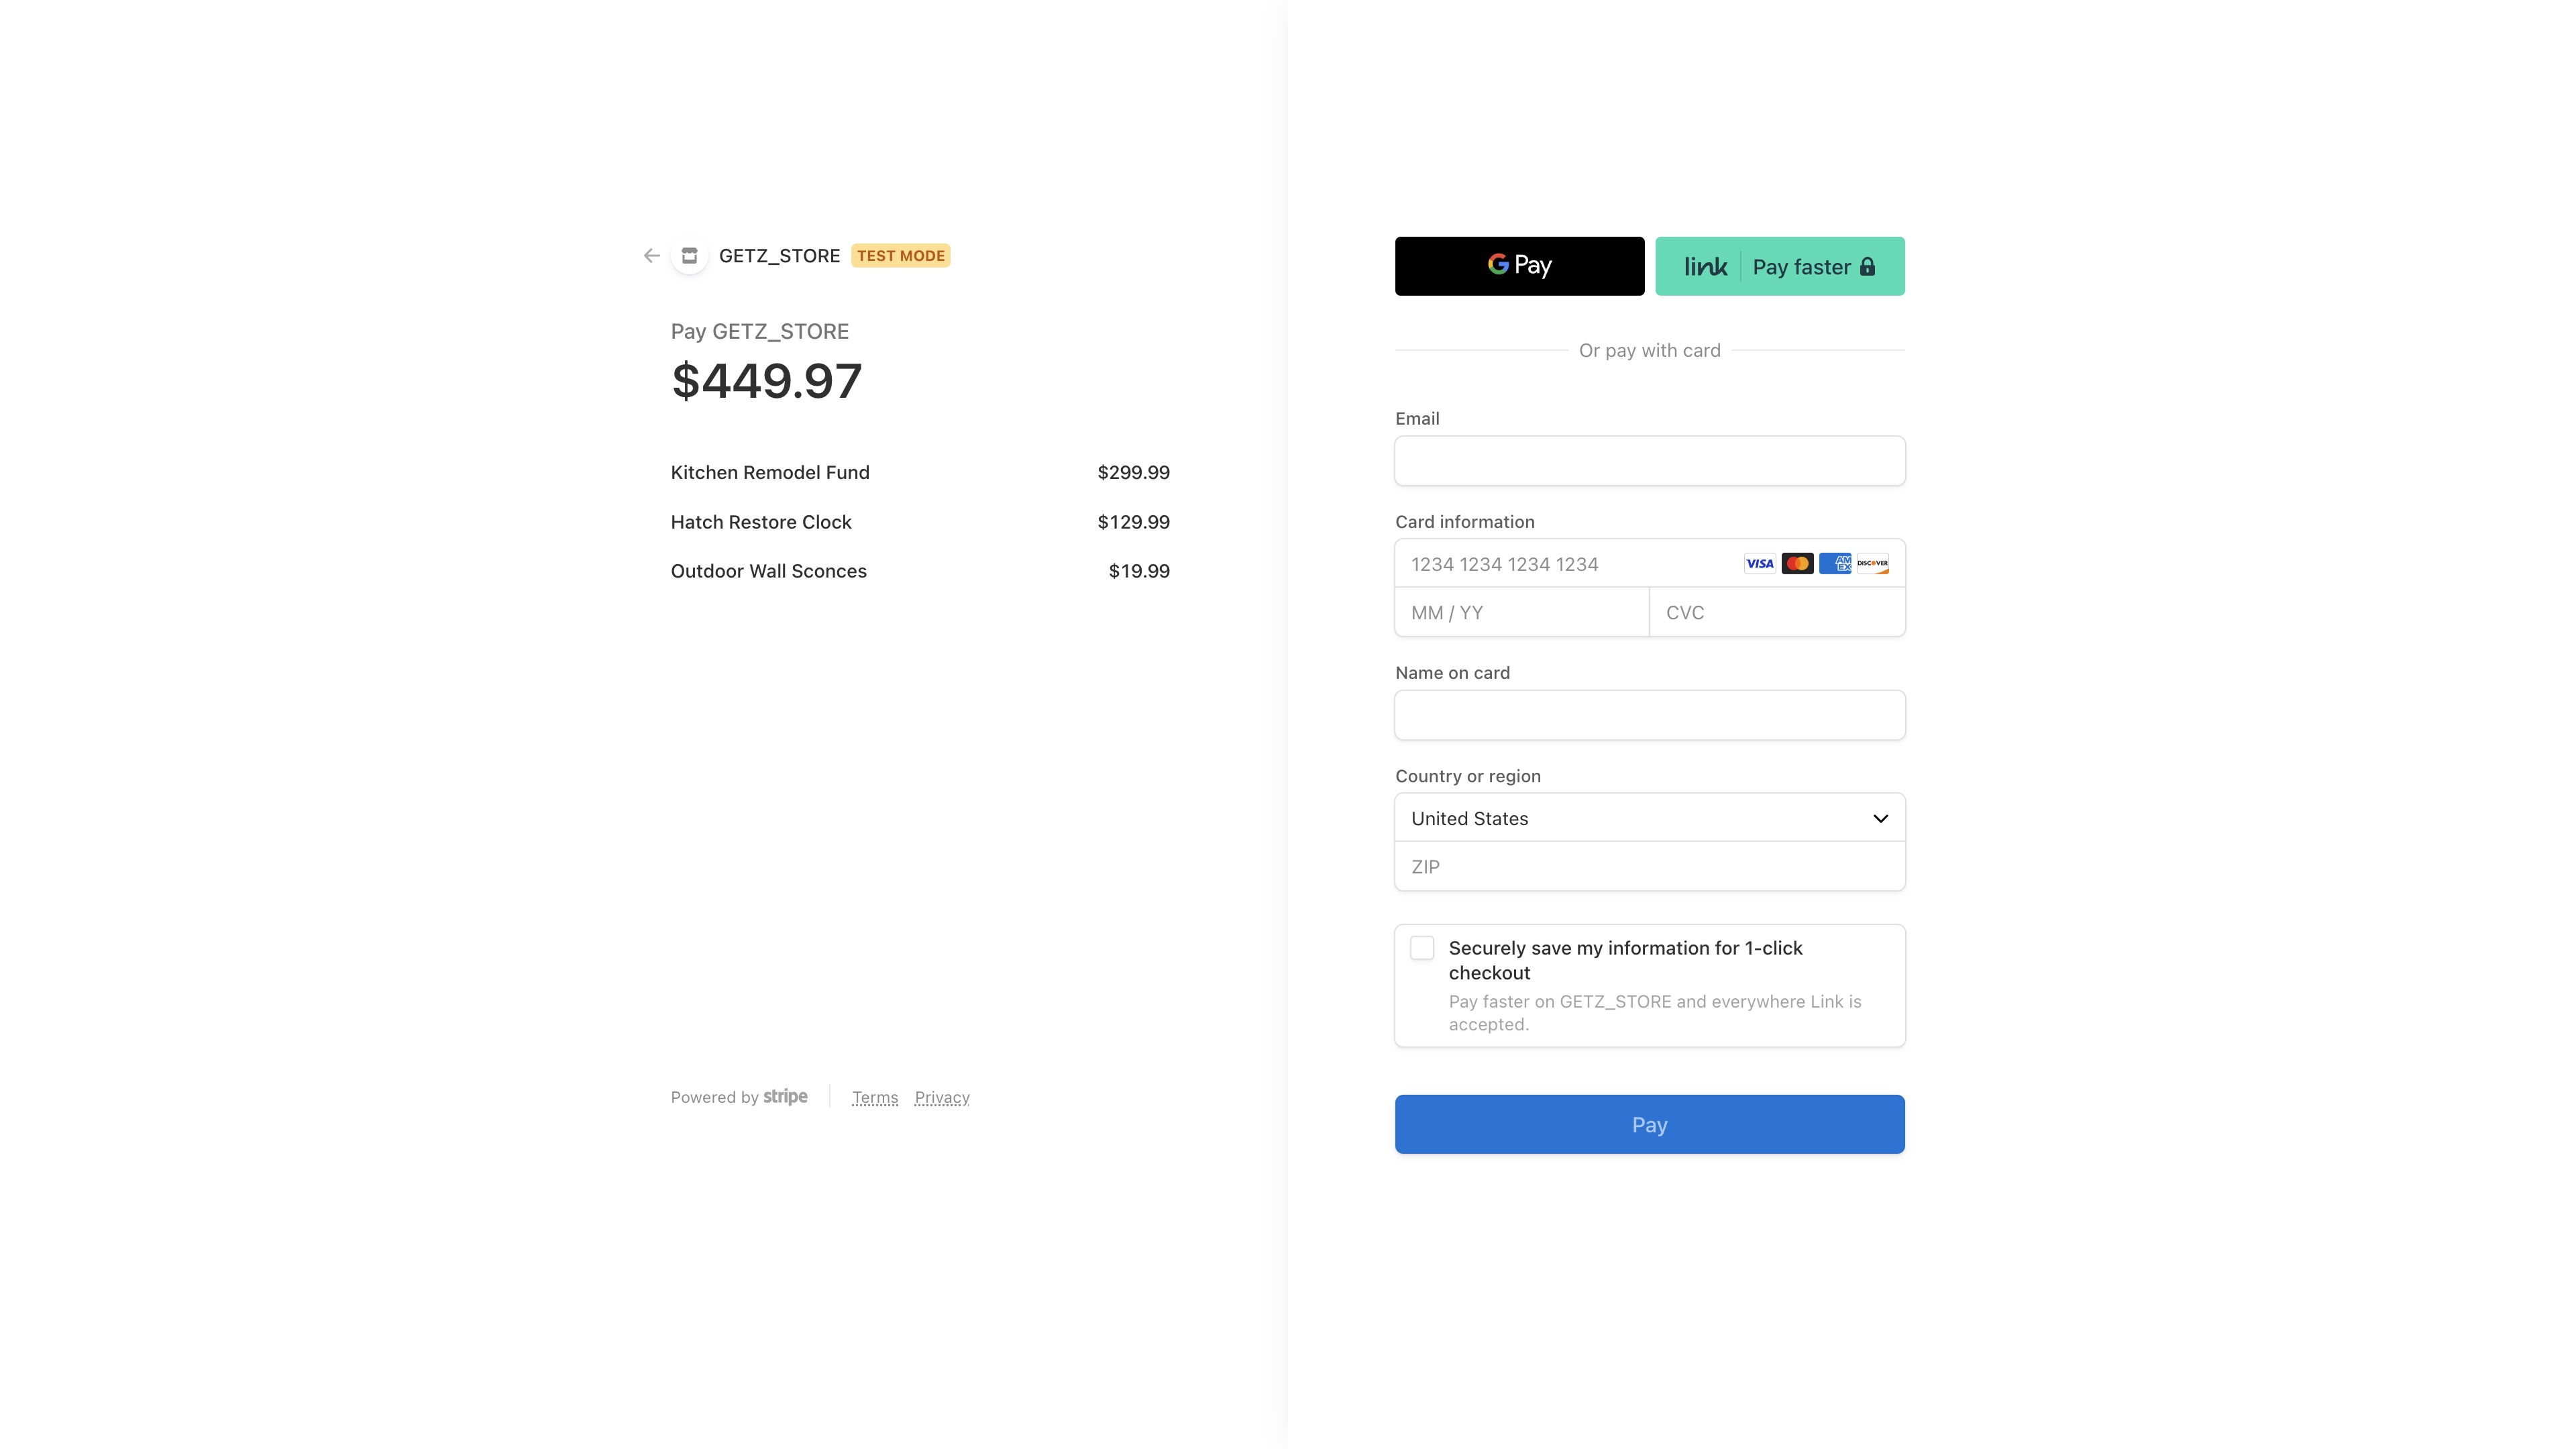 GETZ_STORE TEST MODE
Pay GETZ_STORE
$449.97
Kitchen Remodel Fund $299.99
Hatch Restore Clock $129.99
Outdoor Wall Sconces $19.99
Powered by stripe Terms Privacy
G Pay link Pay faster
Or pay with card
Email
Card information
1234 1234 1234 1234 VISA AMEX DISCOVER
MM / YY CVC
Name on card
Country or region
United States
ZIP
Securely save my information for 1-click
checkout
Pay faster on GETZ_STORE and everywhere Link is
accepted.
Pay